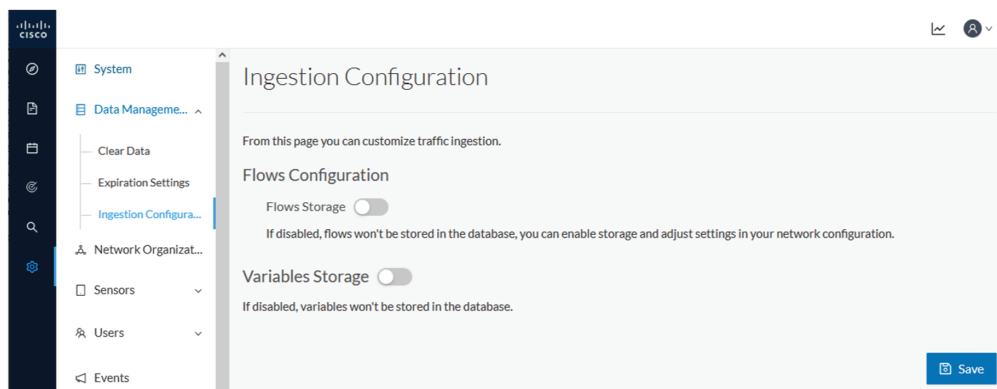 CISCO
System
Data Manageme...
Clear Data
Expiration Settings
Ingestion Configura...
Network Organizat...
Sensors
Users
Events
Ingestion Configuration
From this page you can customize traffic ingestion.
Flows Configuration
Flows Storage
If disabled, flows won't be stored in the database, you can enable storage and adjust settings in your network configuration.
Variables Storage
If disabled, variables won't be stored in the database.
Save